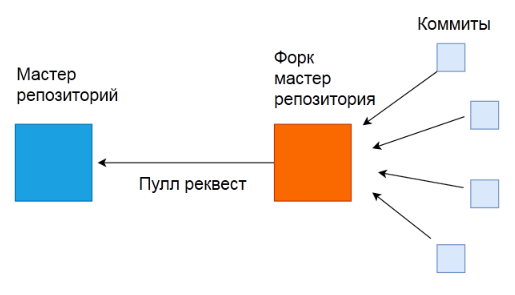 Коммиты
Форк
мастер
репозитория
Мастер
репозиторий
Пулл реквест